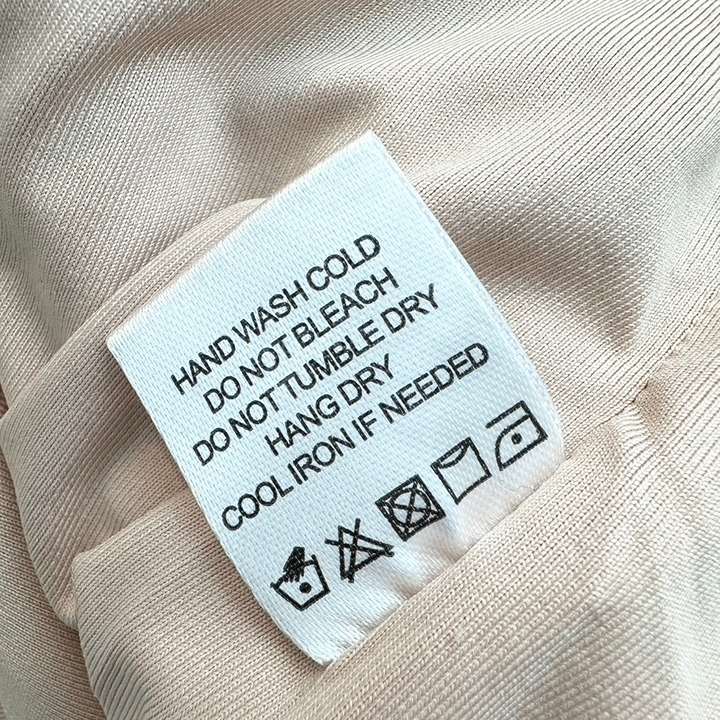 HAND WASH COLD
DO NOT BLEACH
DO NOT TUMBLE DRY
HANG DRY
COOL IRON IF NEEDED